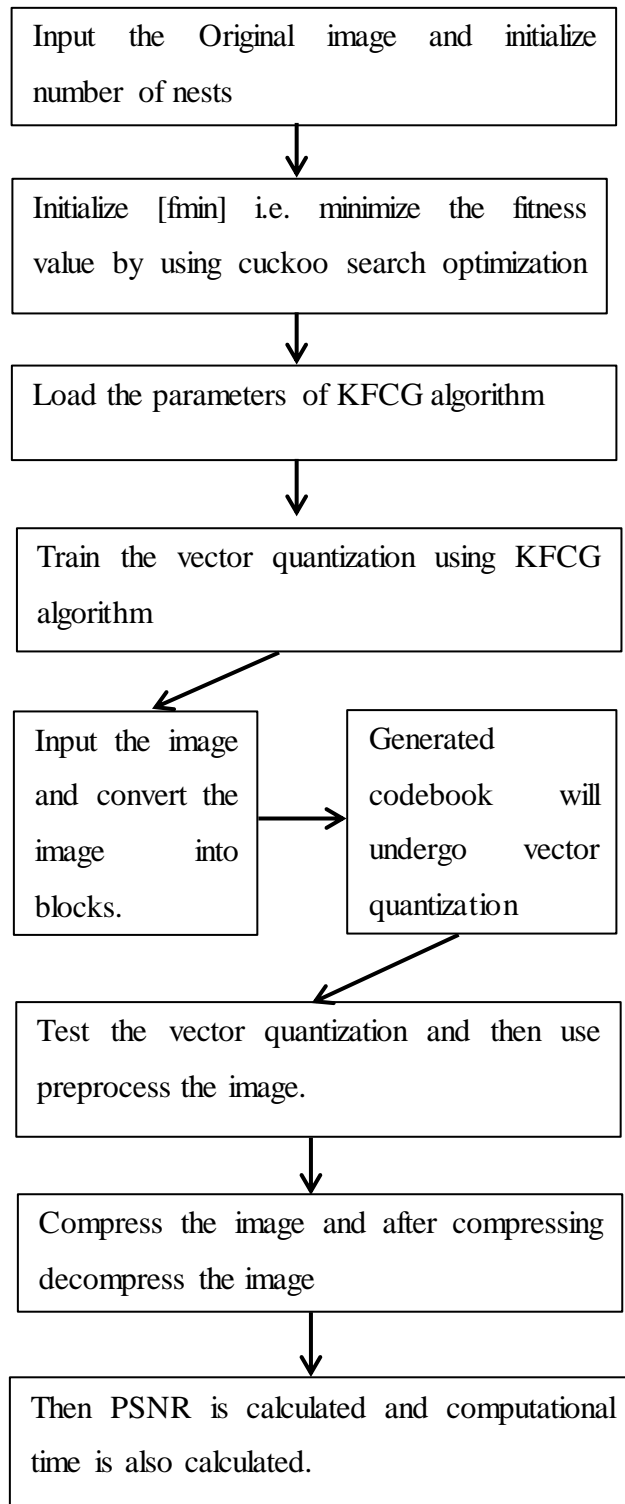 Input the Original image and initialize
number of nests
Initialize [fmin] i.e. minimize the fitness
value by using cuckoo search optimization
Load the parameters of KFCG algorithm
Train the vector quantization using KFCG
algorithm
Input the image
and convert the
image into
blocks.
Generated
codebook will
undergo vector
quantization
Test the vector quantization and then use
preprocess the image.
Compress the image and after compressing
decompress the image
Then PSNR is calculated and computational
time is also calculated.